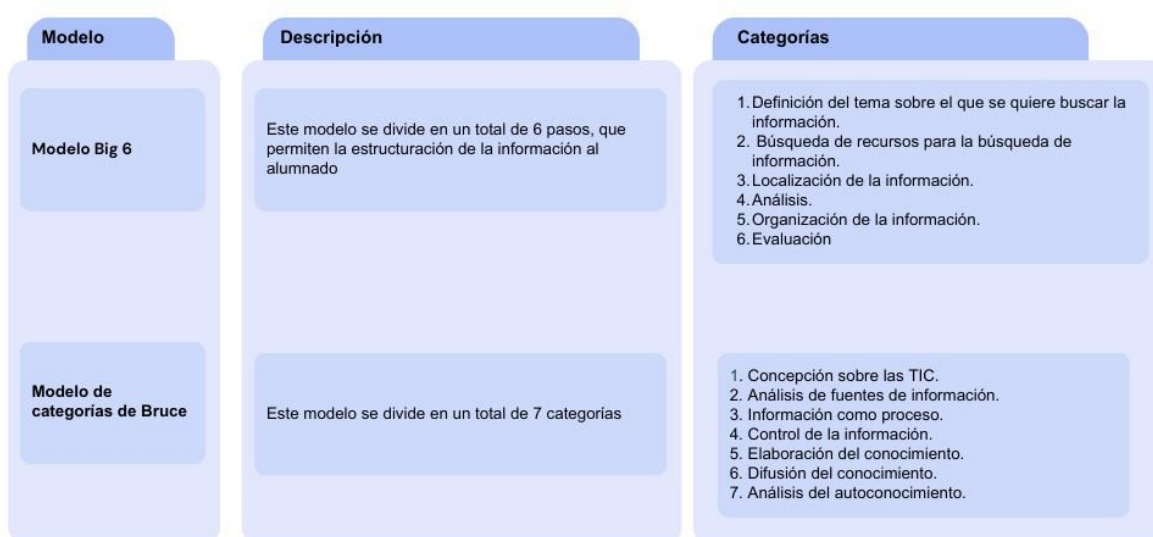 Modelo
Descripción
Categorías
Modelo Big 6
Este modelo se divide en un total de 6 pasos, que
permiten la estructuración de la información al
alumnado
1. Definición del tema sobre el que se quiere buscar la
información.
2. Búsqueda de recursos para la búsqueda de
información.
3. Localización de la información.
4. Análisis.
5. Organización de la información.
6. Evaluación
Modelo de
categorías de Bruce
Este modelo se divide en un total de 7 categorías
1. Concepción sobre las TIC.
2. Análisis de fuentes de información.
3. Información como proceso.
4. Control de la información.
5. Elaboración del conocimiento.
6. Difusión del conocimiento.
7. Análisis del autoconocimiento.